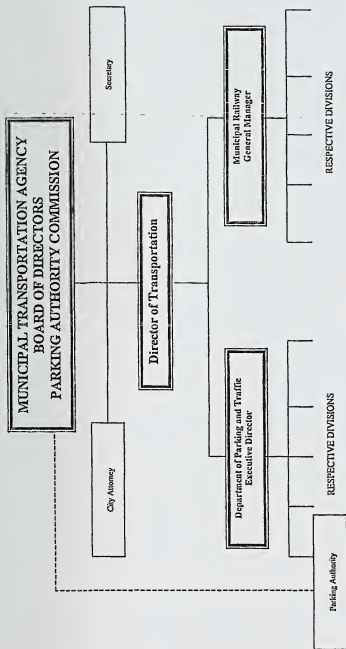 MUNICIPAL TRANSPORTATION AGENCY
BOARD OF DIRECTORS
PARKING AUTHORITY COMMISSION
City Attorney
Secretary
Director of Transportation
Department of Parking and Traffic
Executive Director
Municipal Railway
General Manager
Parking Authority
RESPECTIVE DIVISIONS
RESPECTIVE DIVISIONS